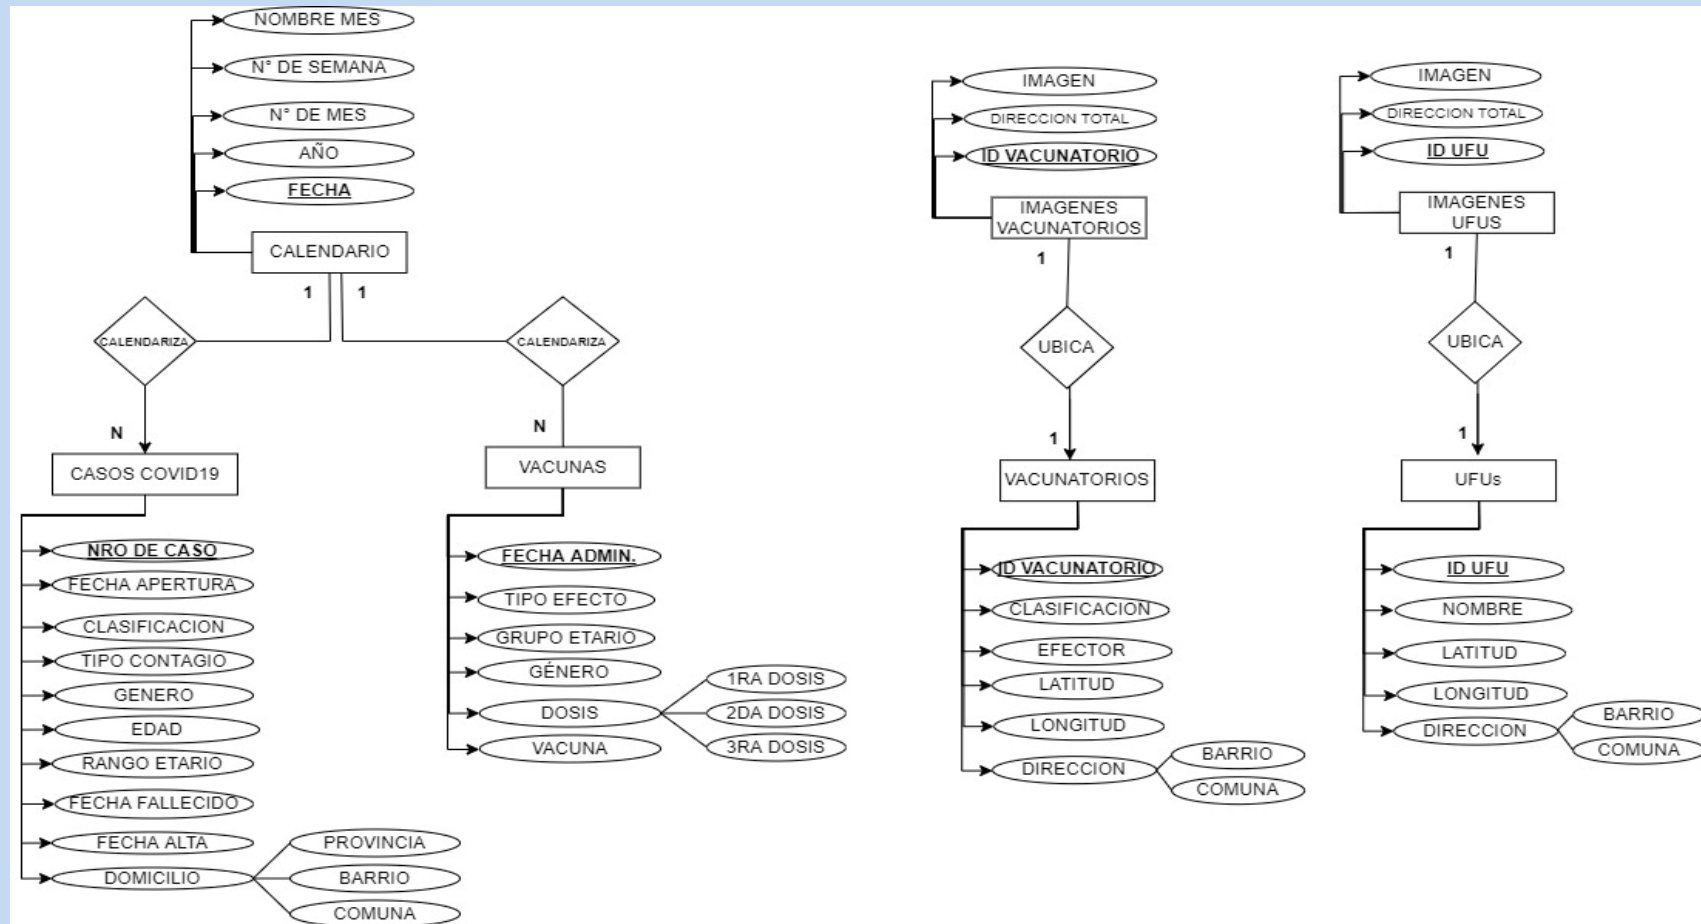 NOMBRE MES
N° DE SEMANA
N° DE MES
AÑO
FECHA
CALENDARIO
1
1
CALENDARIZA
CALENDARIZA
N
N
CASOS COVID19
NRO DE CASO
FECHA APERTURA
CLASIFICACION
TIPO CONTAGIO
GENERO
EDAD
RANGO ETARIO
FECHA FALLECIDO
FECHA ALTA
DOMICILIO
PROVINCIA
BARRIO
COMUNA
VACUNAS
FECHA ADMIN.
TIPO EFECTO
GRUPO ETARIO
GÉNERO
DOSIS
1RA DOSIS
2DA DOSIS
3RA DOSIS
VACUNA
IMAGEN
DIRECCION TOTAL
ID VACUNATORIO
IMAGENES
VACUNATORIOS
1
UBICA
1
VACUNATORIOS
ID VACUNATORIO
CLASIFICACION
EFECTOR
LATITUD
LONGITUD
DIRECCION
BARRIO
COMUNA
IMAGEN
DIRECCION TOTAL
ID UFU
IMAGENES
UFUS
1
UBICA
1
UFUs
ID UFU
NOMBRE
LATITUD
LONGITUD
DIRECCION
BARRIO
COMUNA